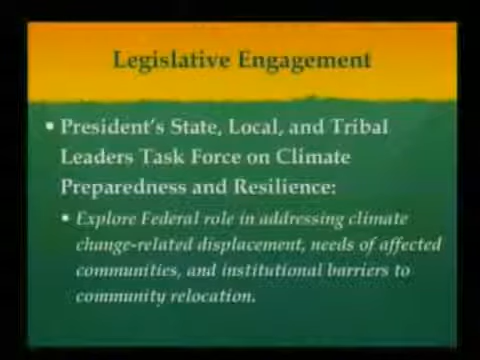 Legislative Engagement
▪ President's State, Local, and Tribal
Leaders Task Force on Climate
Preparedness and Resilience:
▪ Explore Federal role in addressing climate
change-related displacement, needs of affected
communities, and institutional barriers to
community relocation.